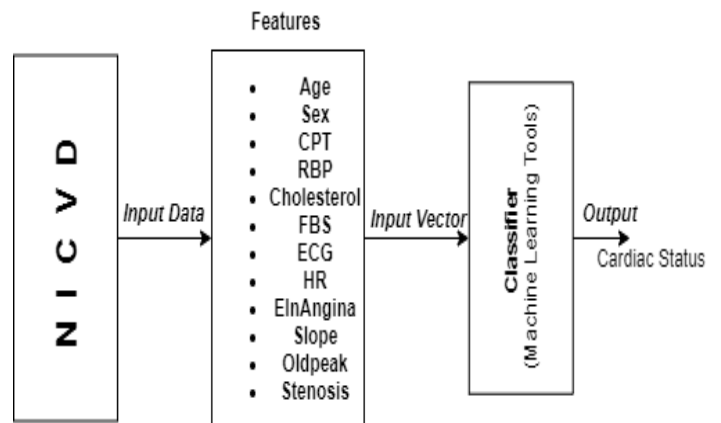 Features
NICVD
Input Data
• Age
• Sex
• CPT
• RBP
• Cholesterol
• FBS
• ECG
• HR
• ElnAngina
• Slope
• Oldpeak
• Stenosis
Input Vector
Classifier
(Machine Learning Tools)
Output
Cardiac Status